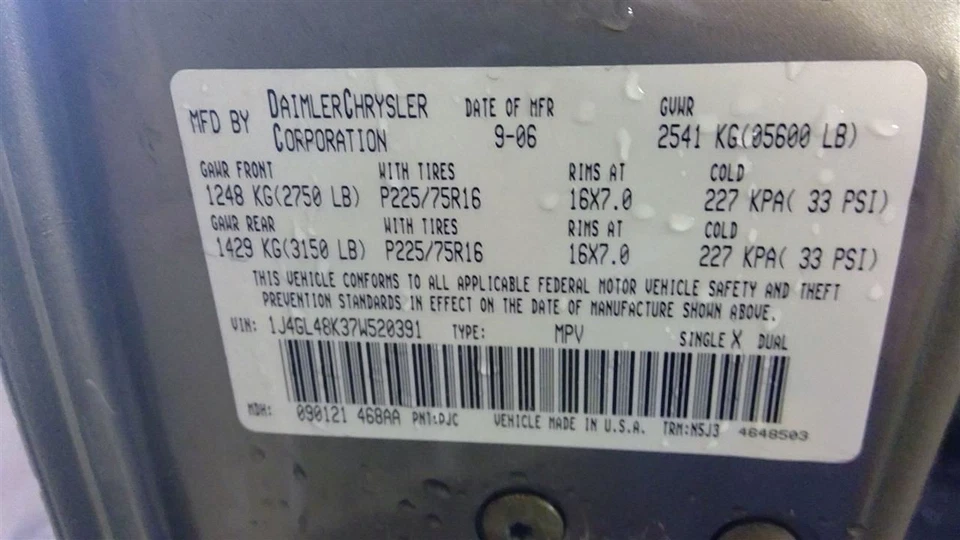 MFD BY DAIMLERCHRYSLER CORPORATION DATE OF MFR 9-06 GVWR 2541 KG(05600 LB)
GAWR FRONT WITH TIRES RIMS AT COLD
1248 KG(2750 LB) P225/75R16 16X7.0 227 KPA( 33 PSI)
GAWR REAR WITH TIRES RIMS AT COLD
1429 KG(3150 LB) P225/75R16 16X7.0 227 KPA( 33 PSI)
THIS VEHICLE CONFORMS TO ALL APPLICABLE FEDERAL MOTOR VEHICLE SAFETY AND THEFT
PREVENTION STANDARDS IN EFFECT ON THE DATE OF MANUFACTURE SHOWN ABOVE.
VIN: 1J4GL48K37W520391 TYPE: MPV SINGLE X DUAL
MDH: 090121 468AA PNT:PJC VEHICLE MADE IN U.S.A. TRM:N5J3 4648503